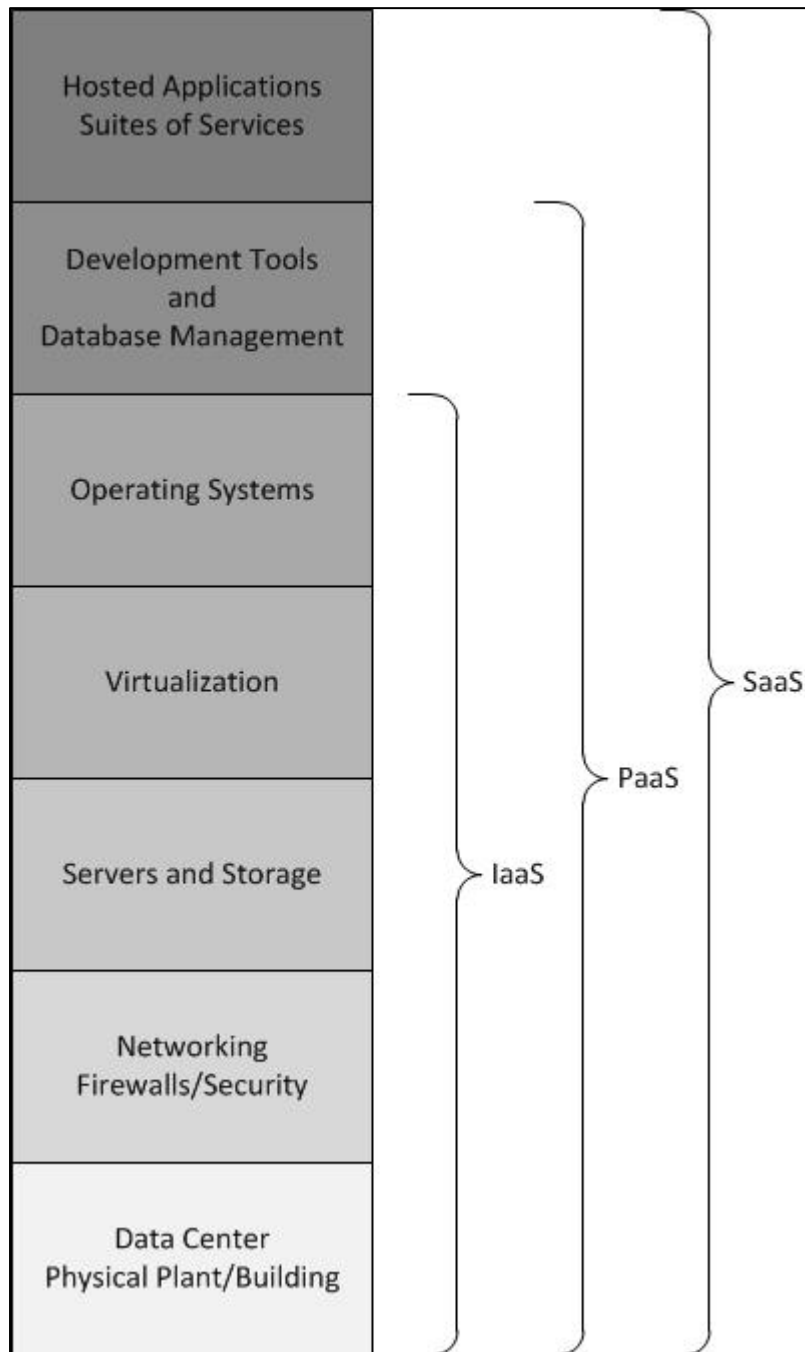 Hosted Applications
Suites of Services
Development Tools
and
Database Management
Operating Systems
Virtualization
Servers and Storage
Networking
Firewalls/Security
Data Center
Physical Plant/Building
IaaS
PaaS
SaaS